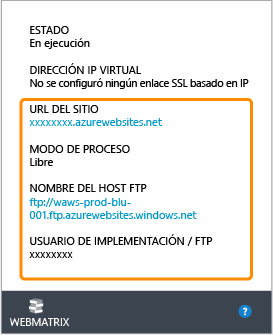 ESTADO
En ejecución
DIRECCIÓN IP VIRTUAL
No se configuró ningún enlace SSL basado en IP
URL DEL SITIO
xxxxxxxx.azurewebsites.net
MODO DE PROCESO
Libre
NOMBRE DEL HOST FTP
ftp://waws-prod-blu-
001.ftp.azurewebsites.windows.net
USUARIO DE IMPLEMENTACIÓN / FTP
xxxxxxxx
WEBMATRIX
?